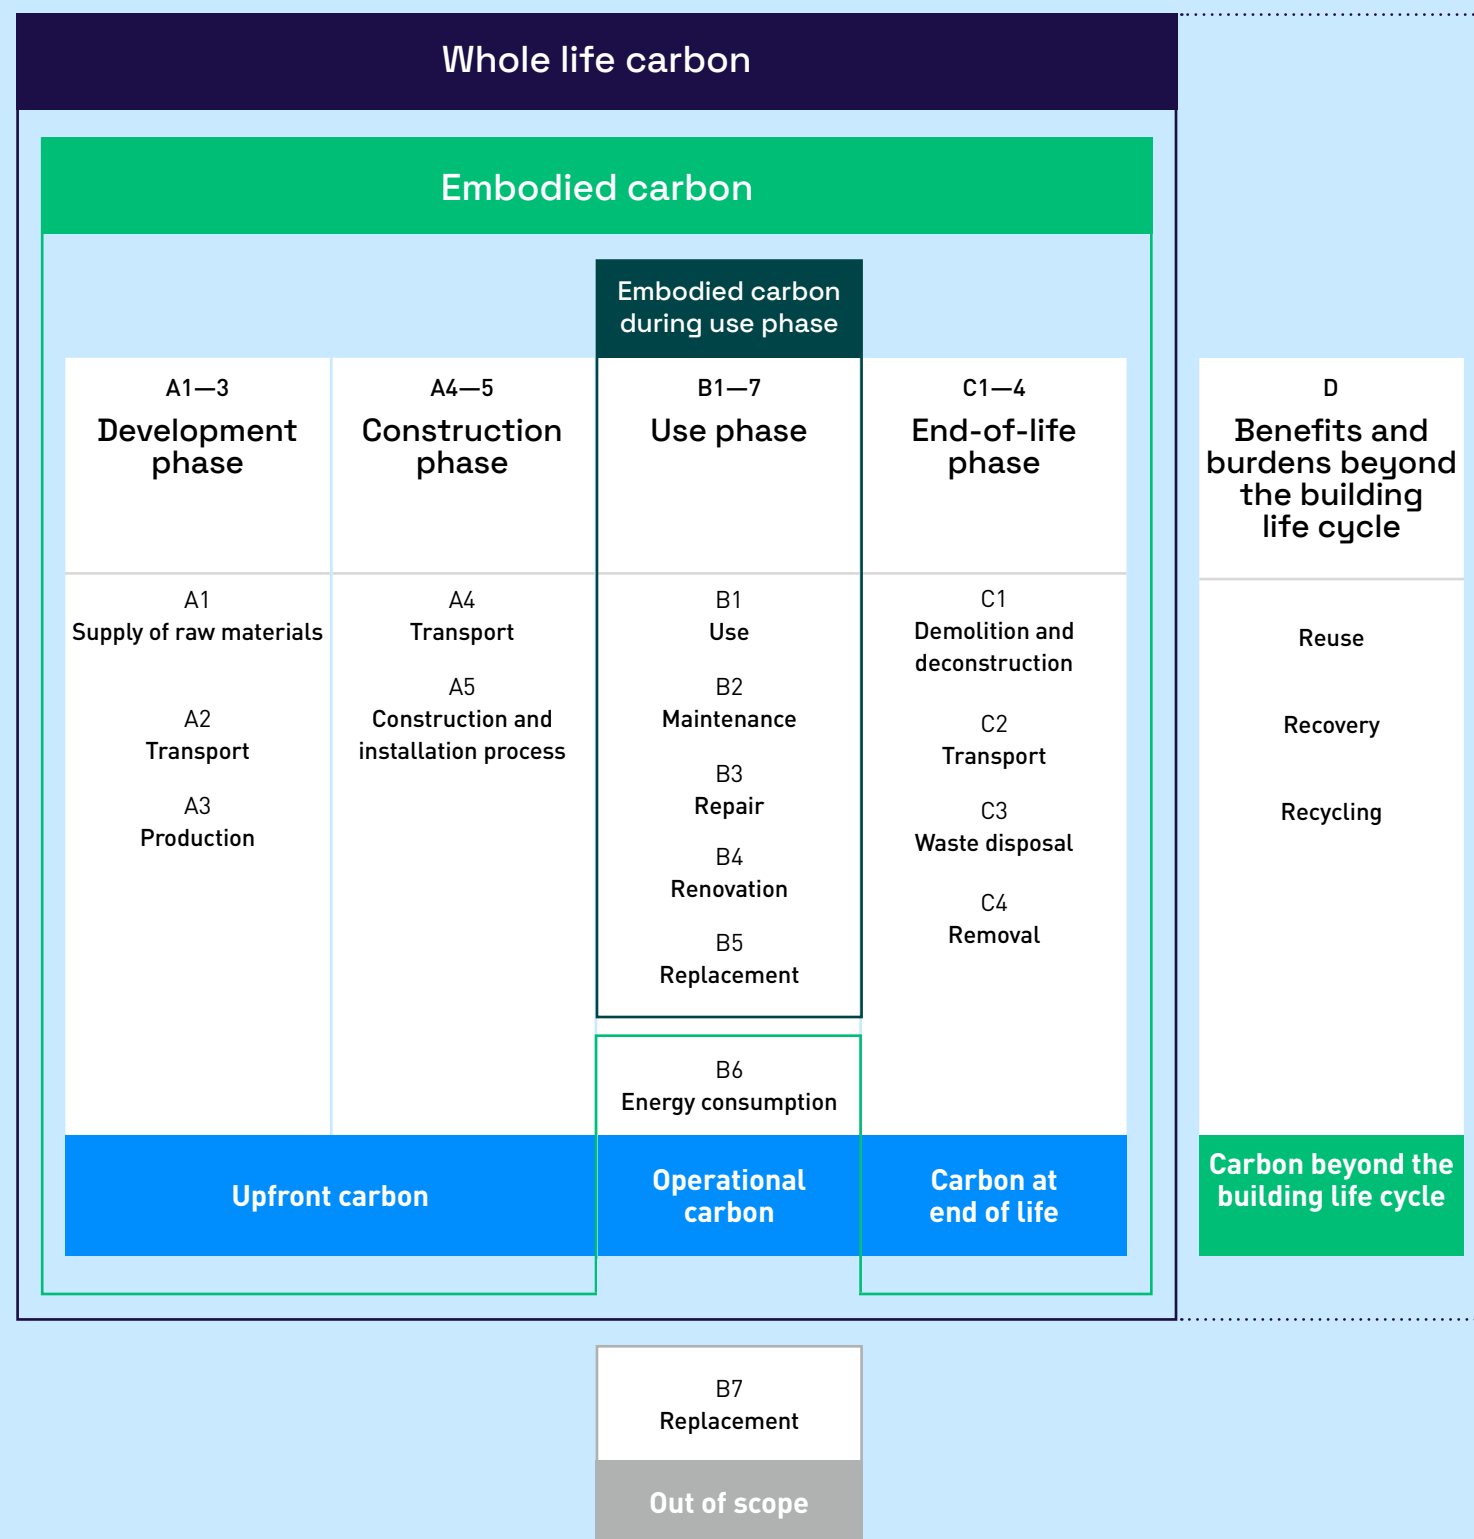 Whole life carbon
Embodied carbon
Embodied carbon
during use phase
A1—3
Development
phase
A1
Supply of raw materials
A2
Transport
A3
Production
A4—5
Construction
phase
A4
Transport
A5
Construction and
installation process
Upfront carbon
B1—7
Use phase
B1
Use
B2
Maintenance
B3
Repair
B4
Renovation
B5
Replacement
B6
Energy consumption
Operational
carbon
C1—4
End-of-life
phase
C1
Demolition and
deconstruction
C2
Transport
C3
Waste disposal
C4
Removal
Carbon at
end of life
D
Benefits and
burdens beyond
the building
life cycle
Reuse
Recovery
Recycling
Carbon beyond the
building life cycle
B7
Replacement
Out of scope